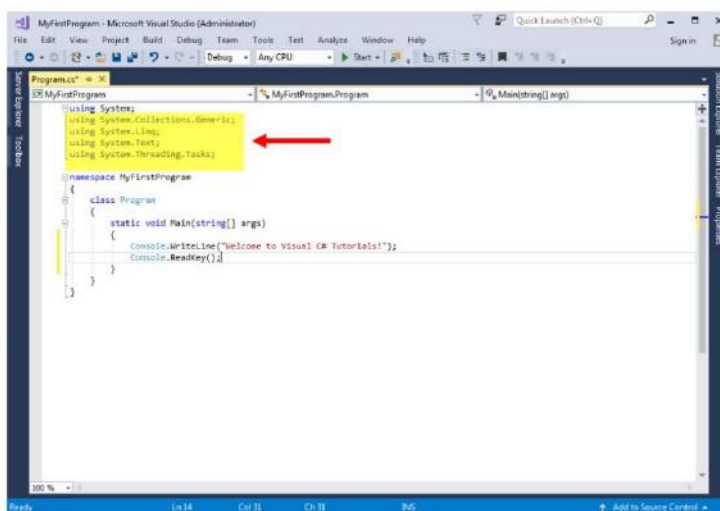 MyFirstProgram - Microsoft Visual Studio (Administrator)
Quick Launch (Ctrl+Q)
File Edit View Project Build Debug Team Tools Test Analyze Window Help
Sign in
Debug Any CPU Start
Server Explorer
Toolbox
Program.cs*
MyFirstProgram
MyFirstProgram.Program
Main(string[] args)
using System;
using System.Collections.Generic;
using System.Linq;
using System.Text;
using System.Threading.Tasks;
namespace MyFirstProgram
{
class Program
{
static void Main(string[] args)
{
Console.WriteLine("Welcome to Visual C# Tutorials!");
Console.ReadKey();
}
}
}
Team Explorer
Properties
100 %
Ready
Ln 14
Col 31
Ch 31
INS
Add to Source Control